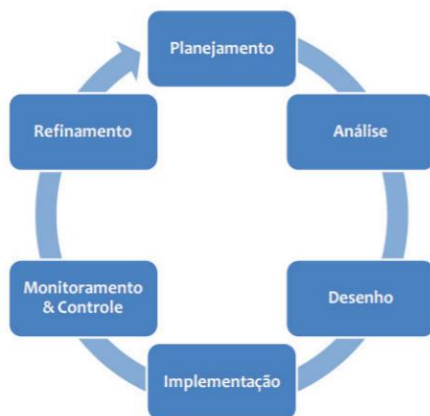 Planejamento
Análise
Desenho
Implementação
Monitoramento
& Controle
Refinamento